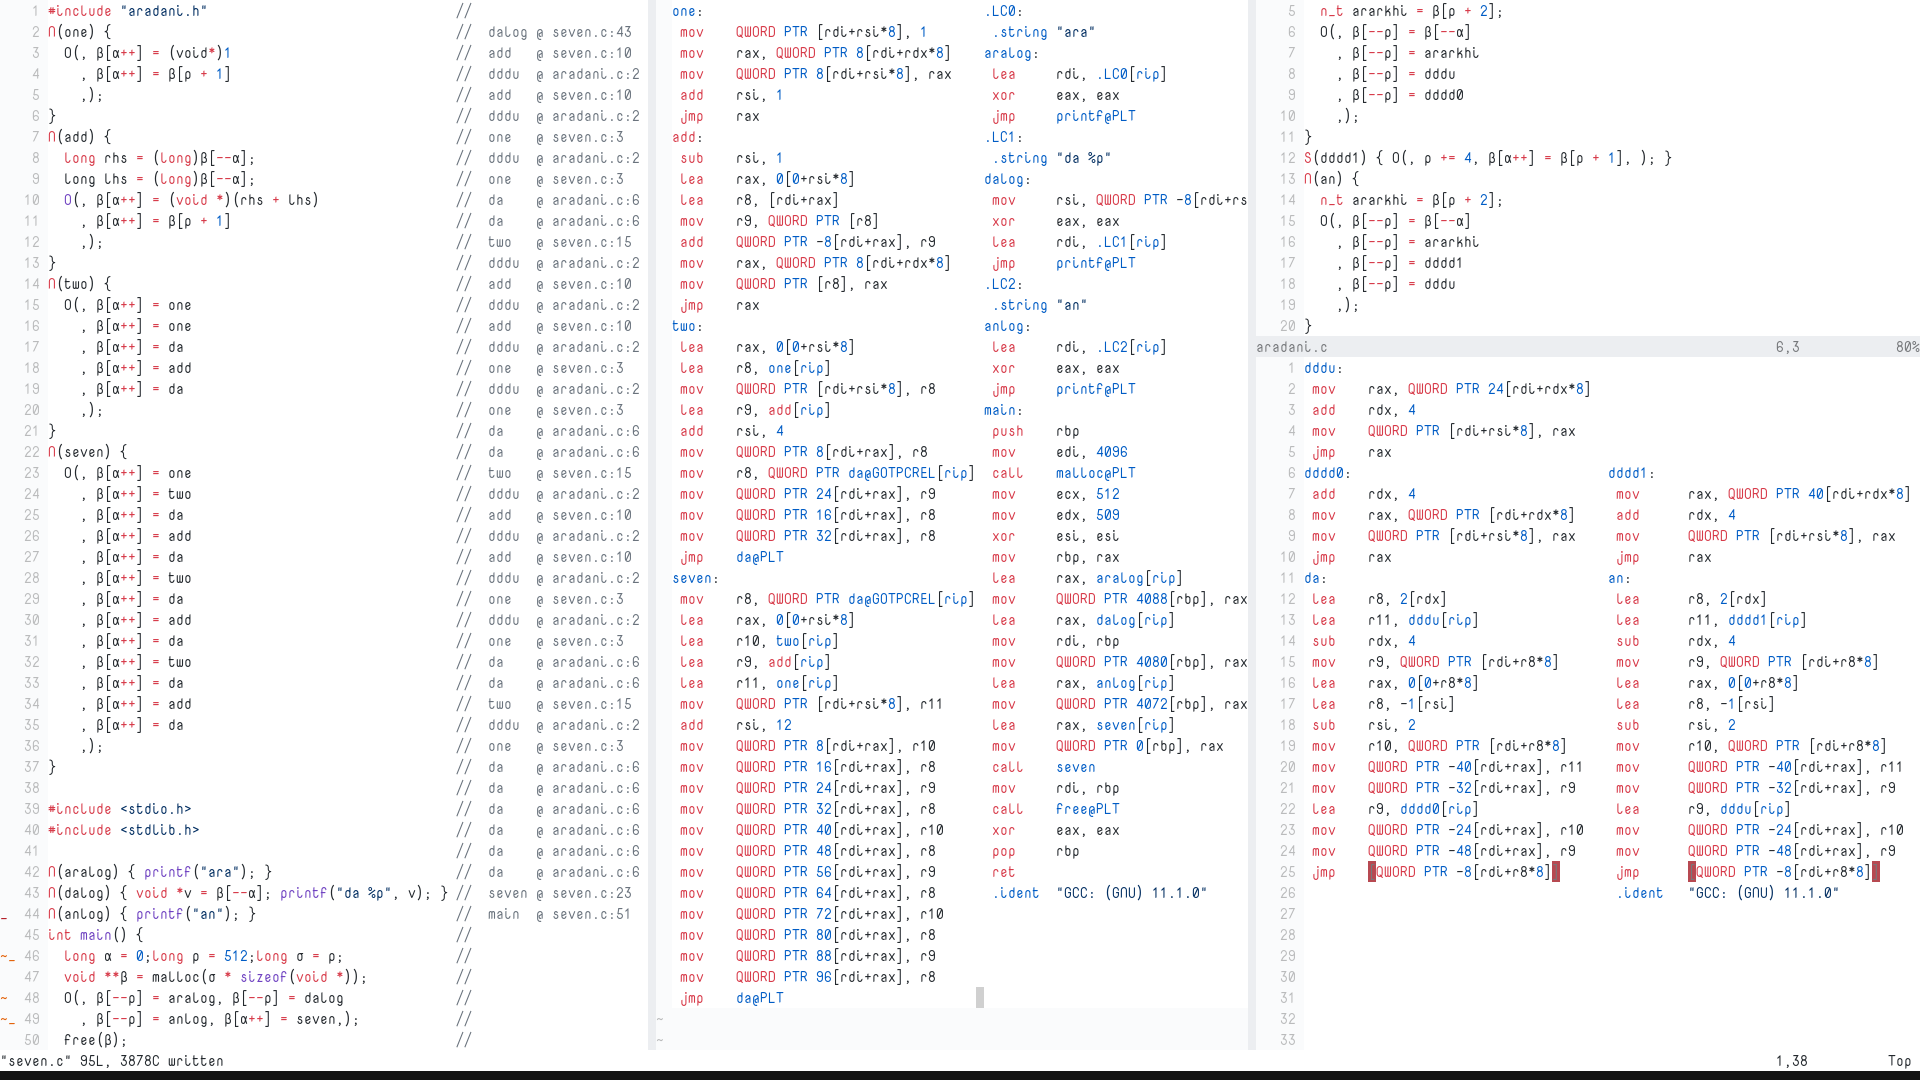 1 #include "aradani.h" //
2 n(one) { // dalog @ seven.c:43
3 O(, β[α++] = (void*)1 // add @ seven.c:10
4 , β[α++] = β[ρ + 1] // dddu @ aradani.c:2
5 ,); // add @ seven.c:10
6 } // dddu @ aradani.c:2
7 n(add) { // one @ seven.c:3
8 long rhs = (long)β[--α]; // dddu @ aradani.c:2
9 long lhs = (long)β[--α]; // one @ seven.c:3
10 O(, β[α++] = (void *)(rhs + lhs) // da @ aradani.c:6
11 , β[α++] = β[ρ + 1] // da @ aradani.c:6
12 ,); // two @ seven.c:15
13 } // dddu @ aradani.c:2
14 n(two) { // add @ seven.c:10
15 O(, β[α++] = one // dddu @ aradani.c:2
16 , β[α++] = one // add @ seven.c:10
17 , β[α++] = da // dddu @ aradani.c:2
18 , β[α++] = add // one @ seven.c:3
19 , β[α++] = da // dddu @ aradani.c:2
20 ,); // one @ seven.c:3
21 } // da @ aradani.c:6
22 n(seven) { // da @ aradani.c:6
23 O(, β[α++] = one // two @ seven.c:15
24 , β[α++] = two // dddu @ aradani.c:2
25 , β[α++] = da // add @ seven.c:10
26 , β[α++] = add // dddu @ aradani.c:2
27 , β[α++] = da // add @ seven.c:10
28 , β[α++] = two // dddu @ aradani.c:2
29 , β[α++] = da // one @ seven.c:3
30 , β[α++] = add // dddu @ aradani.c:2
31 , β[α++] = da // one @ seven.c:3
32 , β[α++] = two // da @ aradani.c:6
33 , β[α++] = da // da @ aradani.c:6
34 , β[α++] = add // two @ seven.c:15
35 , β[α++] = da // dddu @ aradani.c:2
36 ,); // one @ seven.c:3
37 } // da @ aradani.c:6
38 // da @ aradani.c:6
39 #include <stdio.h> // da @ aradani.c:6
40 #include <stdlib.h> // da @ aradani.c:6
41 // da @ aradani.c:6
42 n(aralog) { printf("ara"); } // da @ aradani.c:6
43 n(dalog) { void *v = β[--α]; printf("da %p", v); } // seven @ seven.c:23
_ 44 n(anlog) { printf("an"); } // main @ seven.c:51
45 int main() { //
~_ 46 long α = 0;long ρ = 512;long σ = ρ; //
47 void **β = malloc(σ * sizeof(void *)); //
~ 48 O(, β[--ρ] = aralog, β[--ρ] = dalog //
~_ 49 , β[--ρ] = anlog, β[α++] = seven,); //
50 free(β); //
"seven.c" 95L, 3878C written
one:
mov QWORD PTR [rdi+rsi*8], 1
mov rax, QWORD PTR 8[rdi+rdx*8]
mov QWORD PTR 8[rdi+rsi*8], rax
add rsi, 1
jmp rax
add:
sub rsi, 1
lea rax, 0[0+rsi*8]
lea r8, [rdi+rax]
mov r9, QWORD PTR [r8]
add QWORD PTR -8[rdi+rax], r9
mov rax, QWORD PTR 8[rdi+rdx*8]
mov QWORD PTR [r8], rax
jmp rax
two:
lea rax, 0[0+rsi*8]
lea r8, one[rip]
mov QWORD PTR [rdi+rsi*8], r8
lea r9, add[rip]
add rsi, 4
mov QWORD PTR 8[rdi+rax], r8
mov r8, QWORD PTR da@GOTPCREL[rip]
mov QWORD PTR 24[rdi+rax], r9
mov QWORD PTR 16[rdi+rax], r8
mov QWORD PTR 32[rdi+rax], r8
jmp da@PLT
seven:
mov r8, QWORD PTR da@GOTPCREL[rip]
lea rax, 0[0+rsi*8]
lea r10, two[rip]
lea r9, add[rip]
lea r11, one[rip]
mov QWORD PTR [rdi+rsi*8], r11
add rsi, 12
mov QWORD PTR 8[rdi+rax], r10
mov QWORD PTR 16[rdi+rax], r8
mov QWORD PTR 24[rdi+rax], r9
mov QWORD PTR 32[rdi+rax], r8
mov QWORD PTR 40[rdi+rax], r10
mov QWORD PTR 48[rdi+rax], r8
mov QWORD PTR 56[rdi+rax], r9
mov QWORD PTR 64[rdi+rax], r8
mov QWORD PTR 72[rdi+rax], r10
mov QWORD PTR 80[rdi+rax], r8
mov QWORD PTR 88[rdi+rax], r9
mov QWORD PTR 96[rdi+rax], r8
jmp da@PLT
~
~
.LC0:
.string "ara"
aralog:
lea rdi, .LC0[rip]
xor eax, eax
jmp printf@PLT
.LC1:
.string "da %p"
dalog:
mov rsi, QWORD PTR -8[rdi+rs
xor eax, eax
lea rdi, .LC1[rip]
jmp printf@PLT
.LC2:
.string "an"
anlog:
lea rdi, .LC2[rip]
xor eax, eax
jmp printf@PLT
main:
push rbp
mov edi, 4096
call malloc@PLT
mov ecx, 512
mov edx, 509
xor esi, esi
mov rbp, rax
lea rax, aralog[rip]
mov QWORD PTR 4088[rbp], rax
lea rax, dalog[rip]
mov rdi, rbp
mov QWORD PTR 4080[rbp], rax
lea rax, anlog[rip]
mov QWORD PTR 4072[rbp], rax
lea rax, seven[rip]
mov QWORD PTR 0[rbp], rax
call seven
mov rdi, rbp
call free@PLT
xor eax, eax
pop rbp
ret
.ident "GCC: (GNU) 11.1.0"
5 n_t ararkhi = β[ρ + 2];
6 O(, β[--ρ] = β[--α]
7 , β[--ρ] = ararkhi
8 , β[--ρ] = dddu
9 , β[--ρ] = dddd0
10 ,);
11 }
12 S(dddd1) { O(, ρ += 4, β[α++] = β[ρ + 1], ); }
13 n(an) {
14 n_t ararkhi = β[ρ + 2];
15 O(, β[--ρ] = β[--α]
16 , β[--ρ] = ararkhi
17 , β[--ρ] = dddd1
18 , β[--ρ] = dddu
19 ,);
20 }
aradani.c 6,3 80%
1 dddu:
2 mov rax, QWORD PTR 24[rdi+rdx*8]
3 add rdx, 4
4 mov QWORD PTR [rdi+rsi*8], rax
5 jmp rax
6 dddd0: dddd1:
7 add rdx, 4 mov rax, QWORD PTR 40[rdi+rdx*8]
8 mov rax, QWORD PTR [rdi+rdx*8] add rdx, 4
9 mov QWORD PTR [rdi+rsi*8], rax mov QWORD PTR [rdi+rsi*8], rax
10 jmp rax jmp rax
11 da: an:
12 lea r8, 2[rdx] lea r8, 2[rdx]
13 lea r11, dddu[rip] lea r11, dddd1[rip]
14 sub rdx, 4 sub rdx, 4
15 mov r9, QWORD PTR [rdi+r8*8] mov r9, QWORD PTR [rdi+r8*8]
16 lea rax, 0[0+r8*8] lea rax, 0[0+r8*8]
17 lea r8, -1[rsi] lea r8, -1[rsi]
18 sub rsi, 2 sub rsi, 2
19 mov r10, QWORD PTR [rdi+r8*8] mov r10, QWORD PTR [rdi+r8*8]
20 mov QWORD PTR -40[rdi+rax], r11 mov QWORD PTR -40[rdi+rax], r11
21 mov QWORD PTR -32[rdi+rax], r9 mov QWORD PTR -32[rdi+rax], r9
22 lea r9, dddd0[rip] lea r9, dddu[rip]
23 mov QWORD PTR -24[rdi+rax], r10 mov QWORD PTR -24[rdi+rax], r10
24 mov QWORD PTR -48[rdi+rax], r9 mov QWORD PTR -48[rdi+rax], r9
25 jmp [QWORD PTR -8[rdi+r8*8]] jmp [QWORD PTR -8[rdi+r8*8]]
26 .ident "GCC: (GNU) 11.1.0"
27
28
29
30
31
32
33
1,38 Top